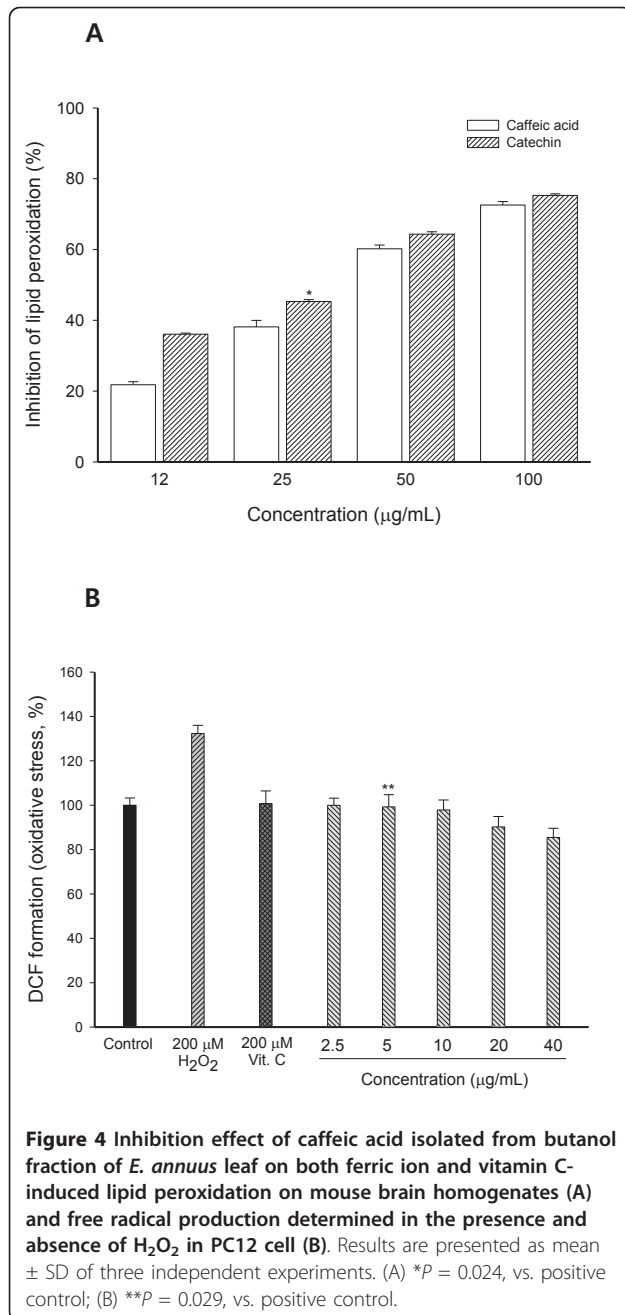 A
100
80
60
40
20
0
Inhibition of lipid peroxidation (%)
Caffeic acid
Catechin
*
12 25 50 100
Concentration (µg/mL)
B
160
140
120
100
80
60
40
20
0
DCF formation (oxidative stress, %)
**
Control 200 µM H2O2 200 µM Vit. C 2.5 5 10 20 40
Concentration (µg/mL)
Figure 4 Inhibition effect of caffeic acid isolated from butanol
fraction of E. annuus leaf on both ferric ion and vitamin C-
induced lipid peroxidation on mouse brain homogenates (A)
and free radical production determined in the presence and
absence of H2O2 in PC12 cell (B). Results are presented as mean
± SD of three independent experiments. (A) *P = 0.024, vs. positive
control; (B) **P = 0.029, vs. positive control.